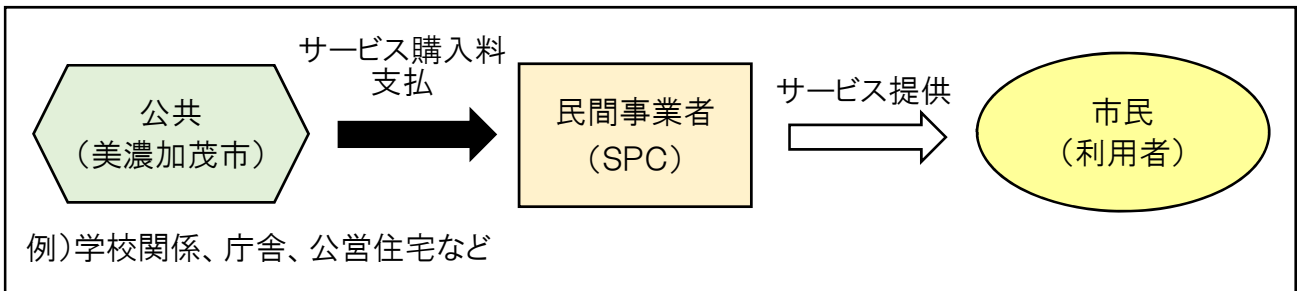 サービス購入料
支払
公共
（美濃加茂市）
民間事業者
（SPC）
サービス提供
市民
（利用者）
例）学校関係、庁舎、公営住宅など